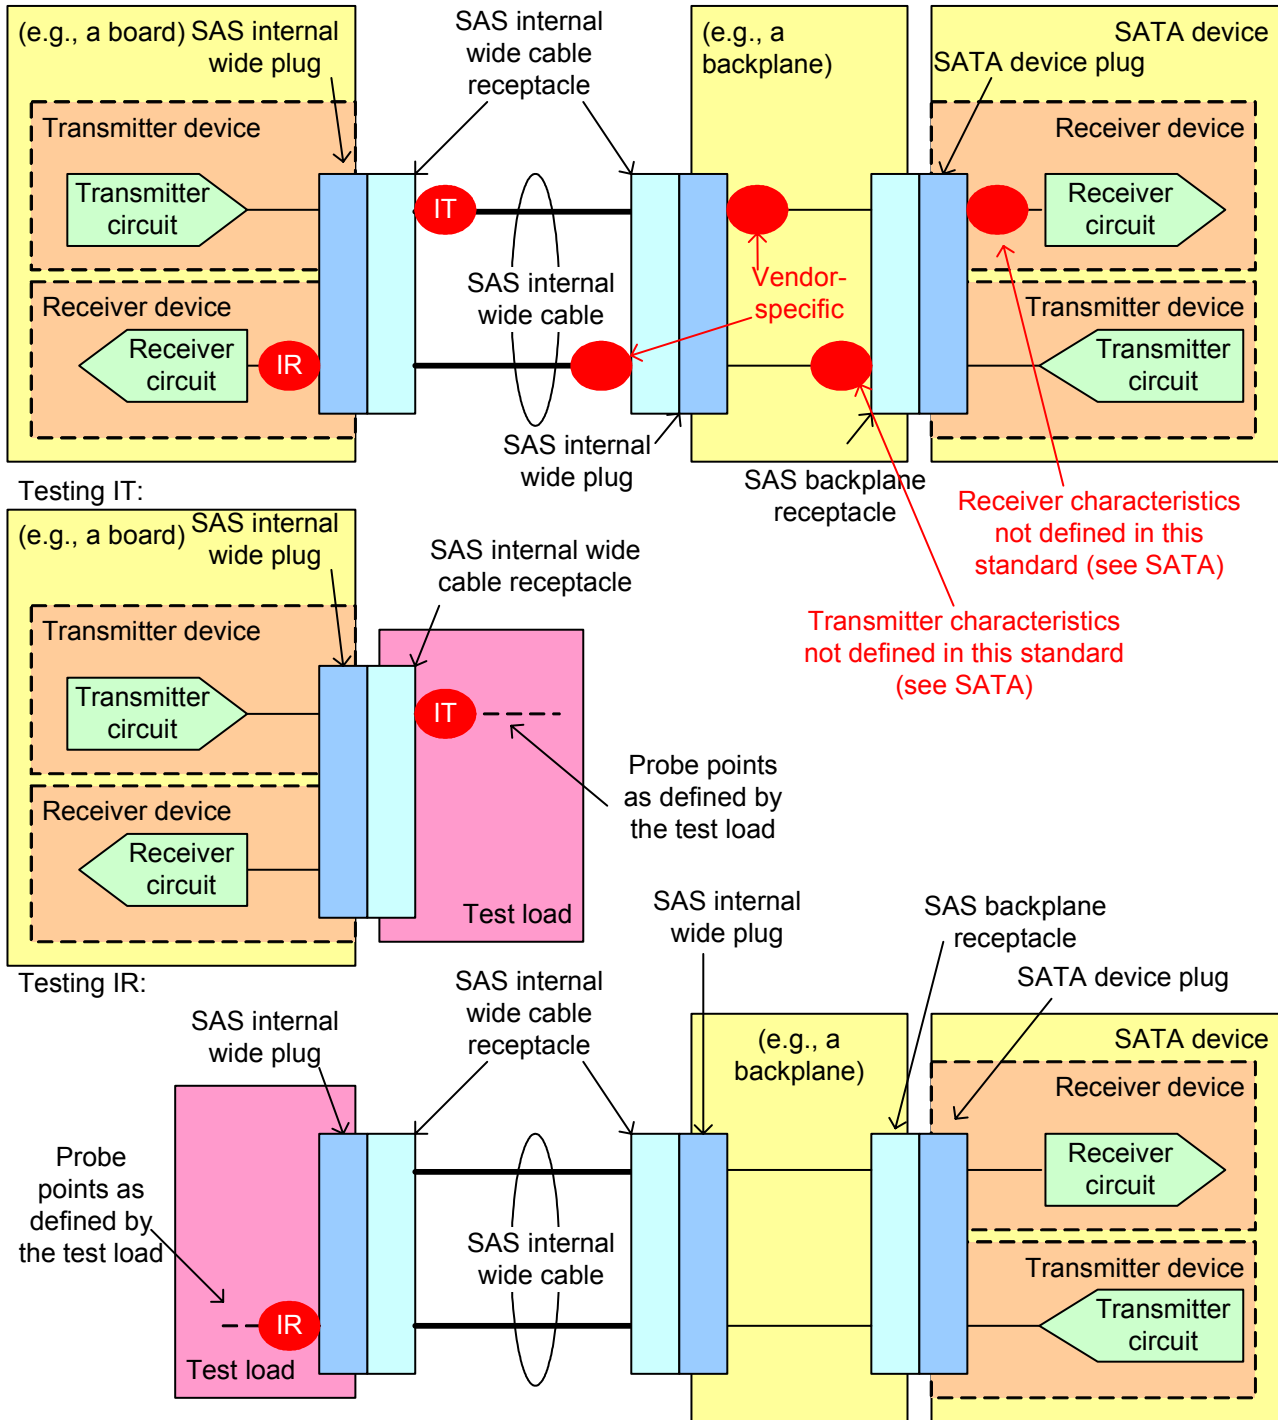 (e.g., a board)
SAS internal
wide plug
SAS internal
wide cable
receptacle
(e.g., a
backplane)
SATA device
SATA device plug
Transmitter device
Transmitter
circuit
Receiver device
Receiver
circuit
IT
IR
SAS internal
wide cable
Vendor-
specific
Receiver device
Receiver
circuit
Transmitter device
Transmitter
circuit
SAS internal
wide plug
SAS backplane
receptacle
Receiver characteristics
not defined in this
standard (see SATA)
Transmitter characteristics
not defined in this standard
(see SATA)
Testing IT:
(e.g., a board)
SAS internal
wide plug
SAS internal wide
cable receptacle
Transmitter device
Transmitter
circuit
Receiver device
Receiver
circuit
IT
Probe points
as defined by
the test load
Test load
Testing IR:
SAS internal
wide plug
SAS internal
wide cable
receptacle
SAS internal
wide plug
SAS backplane
receptacle
SATA device plug
(e.g., a
backplane)
SATA device
Receiver device
Receiver
circuit
Transmitter device
Transmitter
circuit
Probe
points as
defined by
the test load
IR
Test load
SAS internal
wide cable